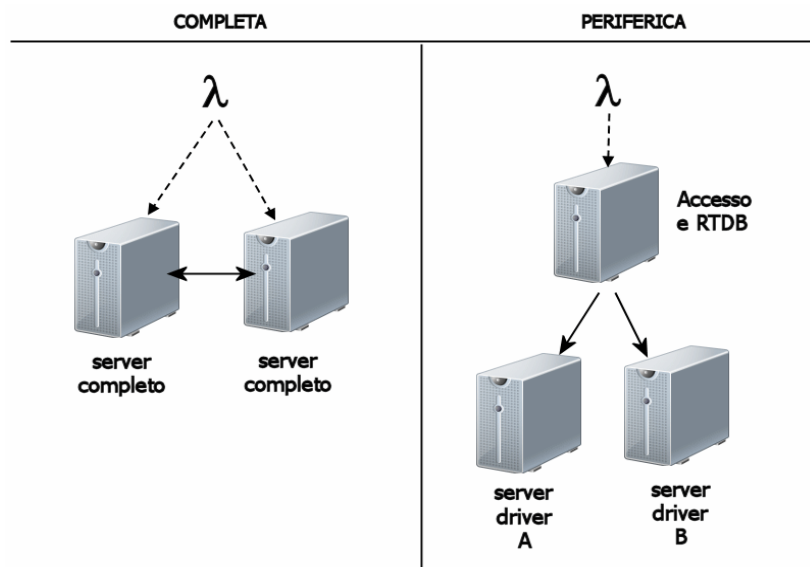 COMPLETA
PERIFERICA
λ
λ
Accesso
e RTDB
server
completo
server
completo
server
driver
A
server
driver
B